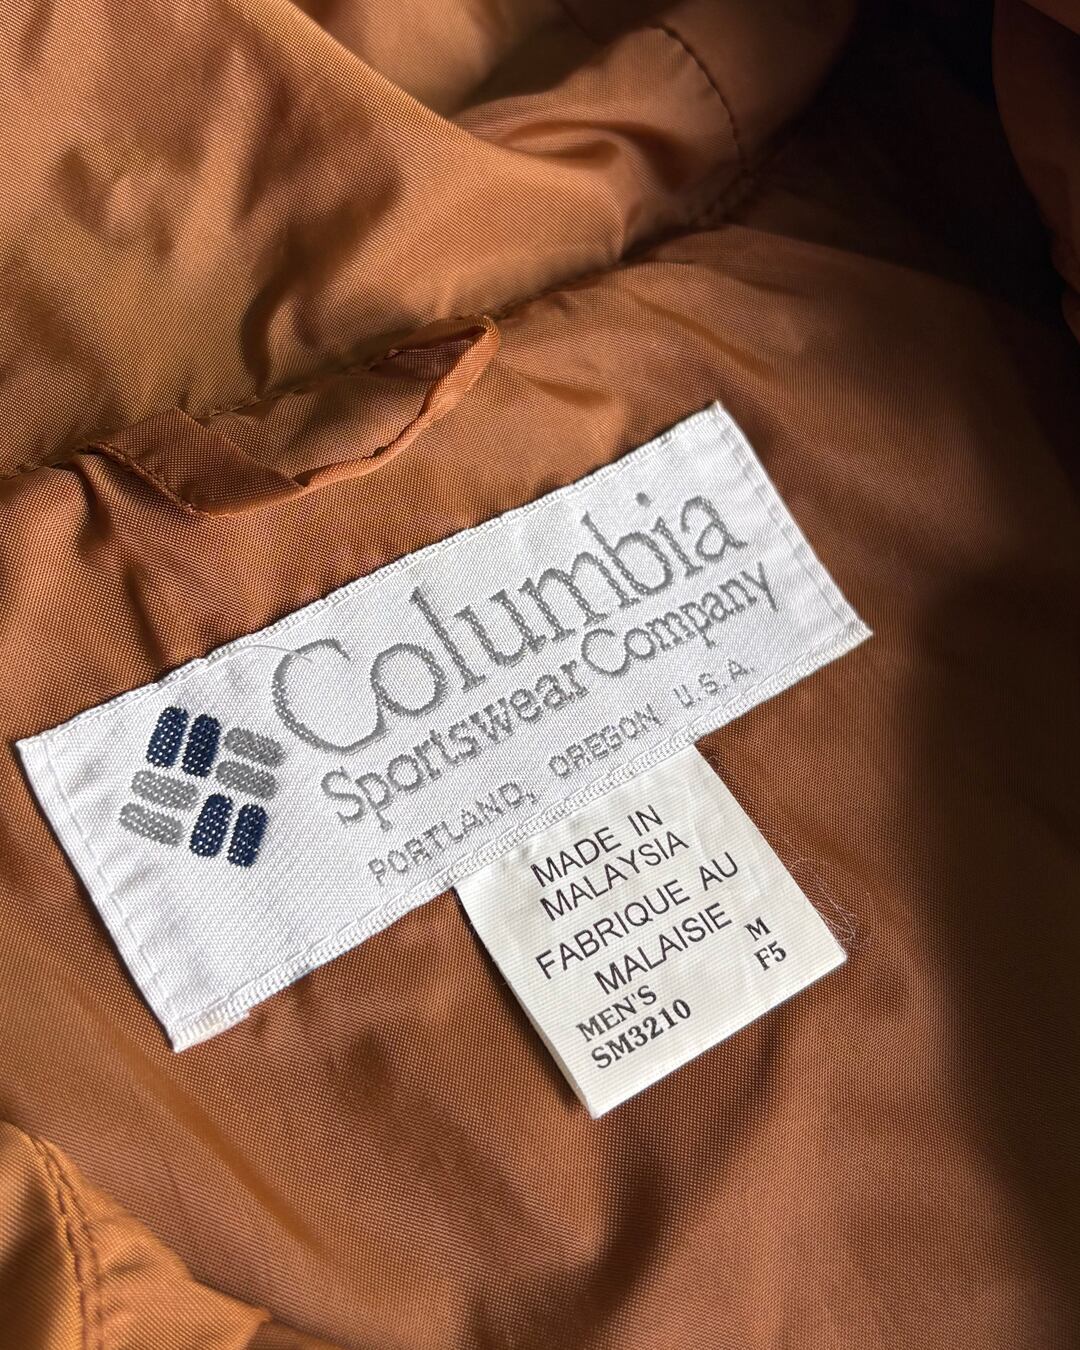 Columbia
Sportswear Company
PORTLAND, OREGON U.S.A.
MADE IN
MALAYSIA
FABRIQUE AU
MALAISIE
M
MEN'S F5
SM3210